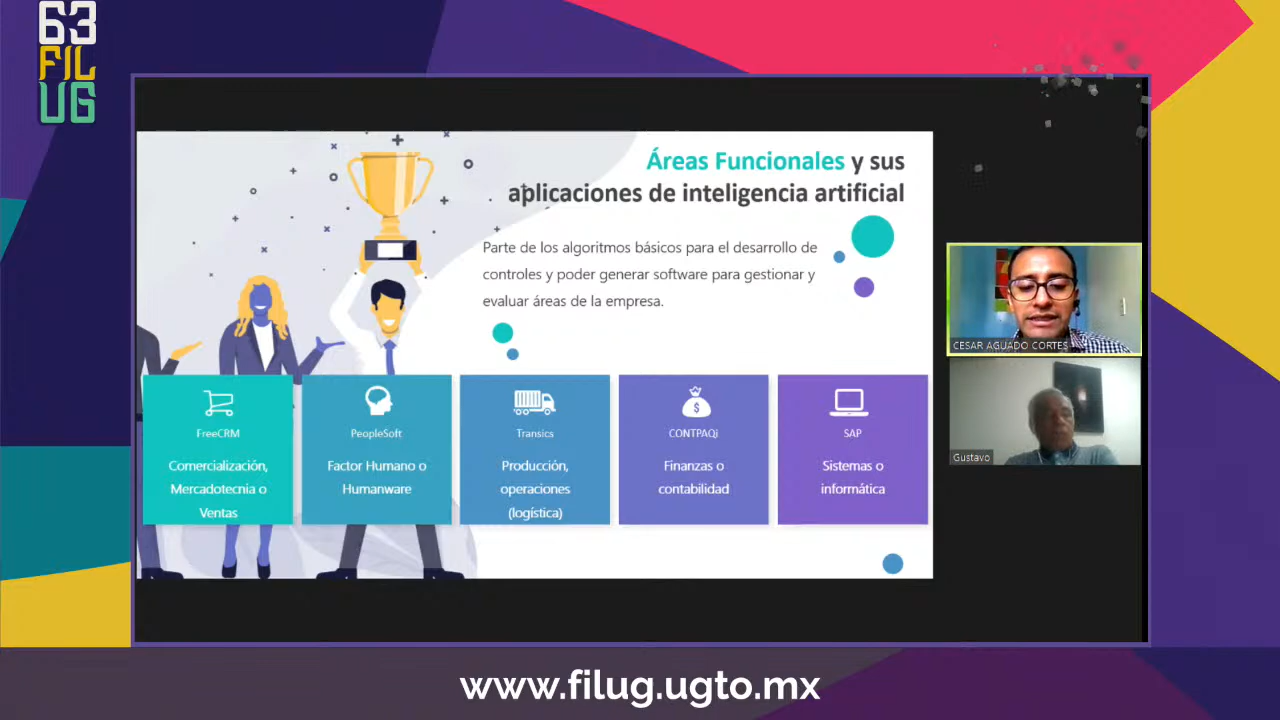 63
FIL
UG
Áreas Funcionales y sus
aplicaciones de inteligencia artificial
Parte de los algoritmos básicos para el desarrollo de
controles y poder generar software para gestionar y
evaluar áreas de la empresa.
FreeCRM
Comercialización,
Mercadotecnia o
Ventas
PeopleSoft
Factor Humano o
Humanware
Transics
Producción,
operaciones
(logística)
$
CONTPAQi
Finanzas o
contabilidad
SAP
Sistemas o
informática
CESAR AGUADO CORTES
Gustavo
www.filug.ugto.mx